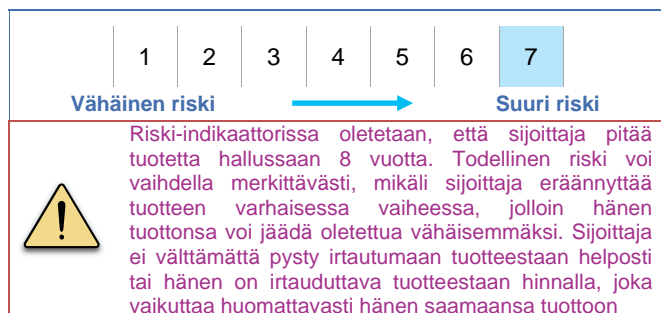 1 2 3 4 5 6 7
Vähäinen riski Suuri riski
Riski-indikaattorissa oletetaan, että sijoittaja pitää
tuotetta hallussaan 8 vuotta. Todellinen riski voi
vaihdella merkittävästi, mikäli sijoittaja eräännyttää
tuotteen varhaisessa vaiheessa, jolloin hänen
tuottonsa voi jäädä oletettua vähäisemmäksi. Sijoittaja
ei välttämättä pysty irtautumaan tuotteestaan helposti
tai hänen on irtauduttava tuotteestaan hinnalla, joka
vaikuttaa huomattavasti hänen saamaansa tuottoon